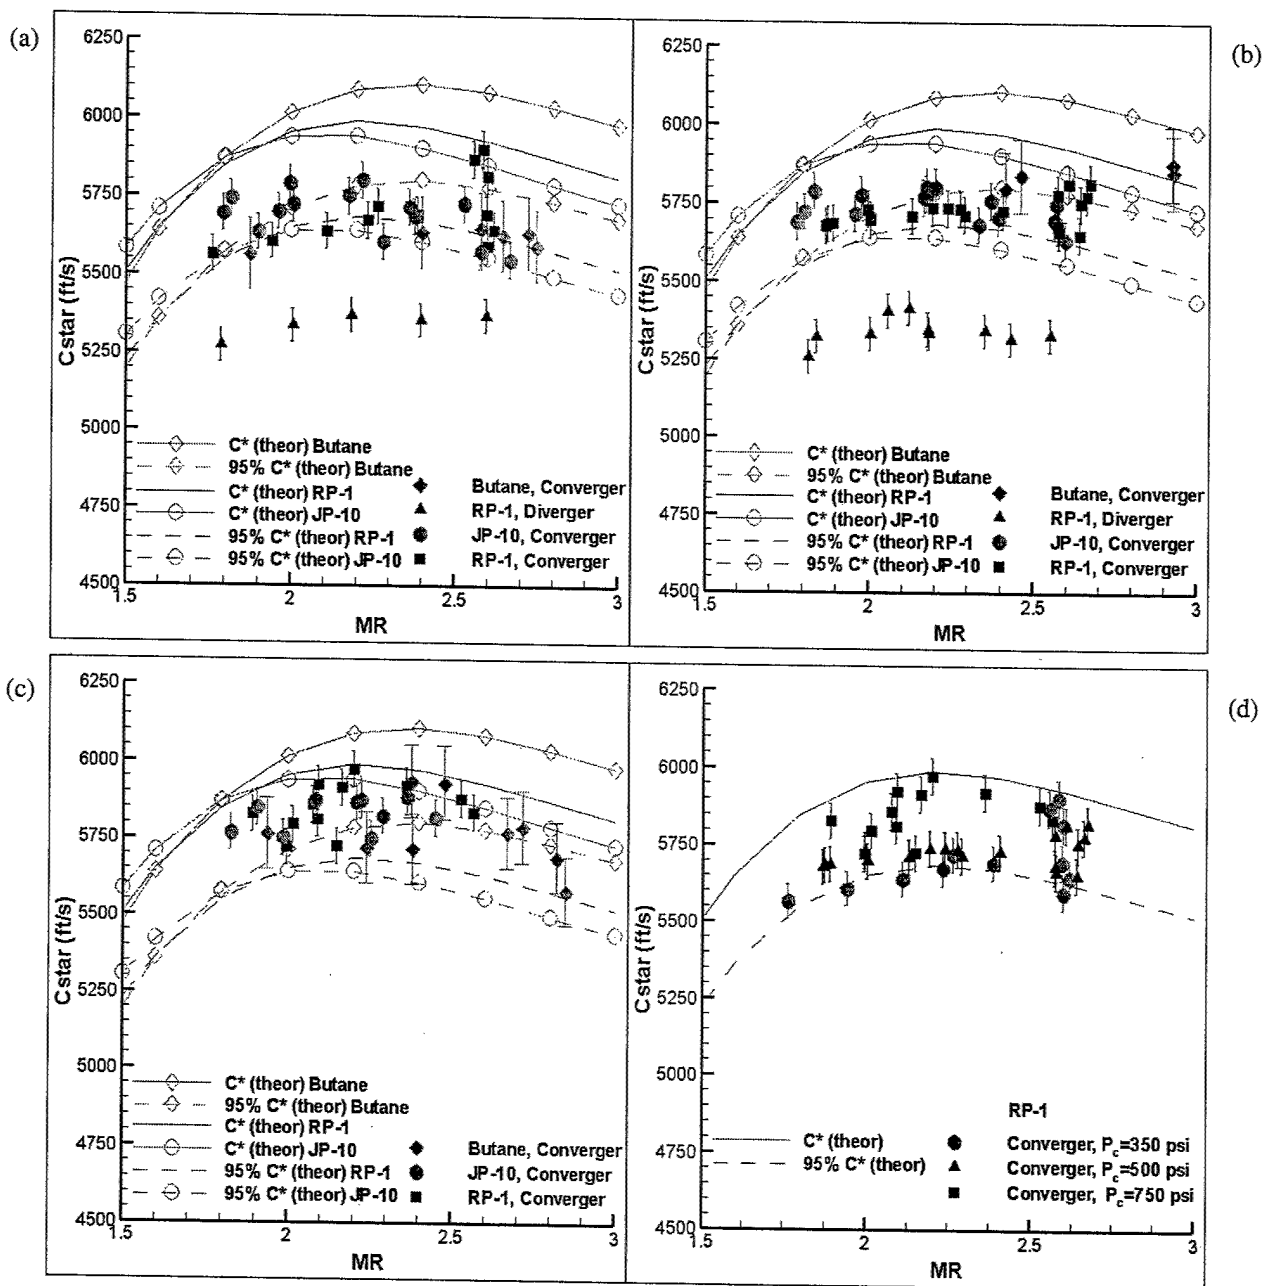 (a)
6250
6000
5750
5500
5250
5000
4750
4500
Cstar (ft/s)
C* (theor) Butane
95% C* (theor) Butane
C* (theor) RP-1
C* (theor) JP-10
95% C* (theor) RP-1
95% C* (theor) JP-10
Butane, Converger
RP-1, Diverger
JP-10, Converger
RP-1, Converger
1.5
2
2.5
3
MR
(b)
6250
6000
5750
5500
5250
5000
4750
4500
Cstar (ft/s)
C* (theor) Butane
95% C* (theor) Butane
C* (theor) RP-1
C* (theor) JP-10
95% C* (theor) RP-1
95% C* (theor) JP-10
Butane, Converger
RP-1, Diverger
JP-10, Converger
RP-1, Converger
1.5
2
2.5
3
MR
(c)
6250
6000
5750
5500
5250
5000
4750
4500
Cstar (ft/s)
C* (theor) Butane
95% C* (theor) Butane
C* (theor) RP-1
C* (theor) JP-10
95% C* (theor) RP-1
95% C* (theor) JP-10
Butane, Converger
JP-10, Converger
RP-1, Converger
1.5
2
2.5
3
MR
(d)
6250
6000
5750
5500
5250
5000
4750
4500
Cstar (ft/s)
RP-1
C* (theor)
95% C* (theor)
Converger, Pc=350 psi
Converger, Pc=500 psi
Converger, Pc=750 psi
1.5
2
2.5
3
MR